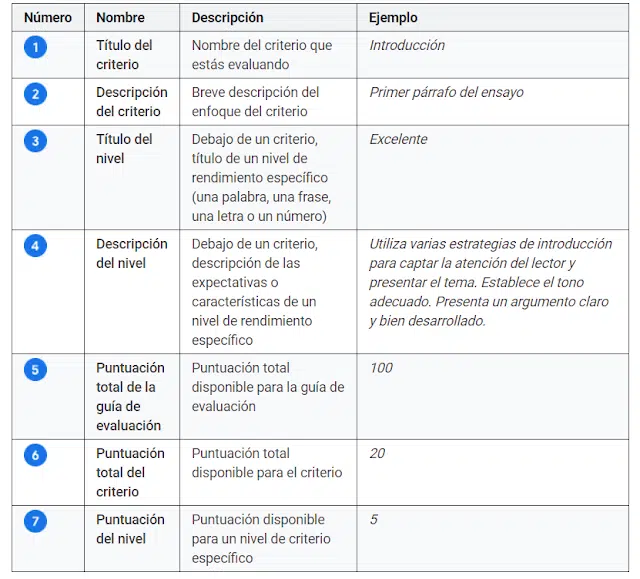 Número Nombre Descripción Ejemplo
1 Título del criterio Nombre del criterio que estás evaluando Introducción
2 Descripción del criterio Breve descripción del enfoque del criterio Primer párrafo del ensayo
3 Título del nivel Debajo de un criterio, título de un nivel de rendimiento específico (una palabra, una frase, una letra o un número) Excelente
4 Descripción del nivel Debajo de un criterio, descripción de las expectativas o características de un nivel de rendimiento específico Utiliza varias estrategias de introducción para captar la atención del lector y presentar el tema. Establece el tono adecuado. Presenta un argumento claro y bien desarrollado.
5 Puntuación total de la guía de evaluación Puntuación total disponible para la guía de evaluación 100
6 Puntuación total del criterio Puntuación total disponible para el criterio 20
7 Puntuación del nivel Puntuación disponible para un nivel de criterio específico 5